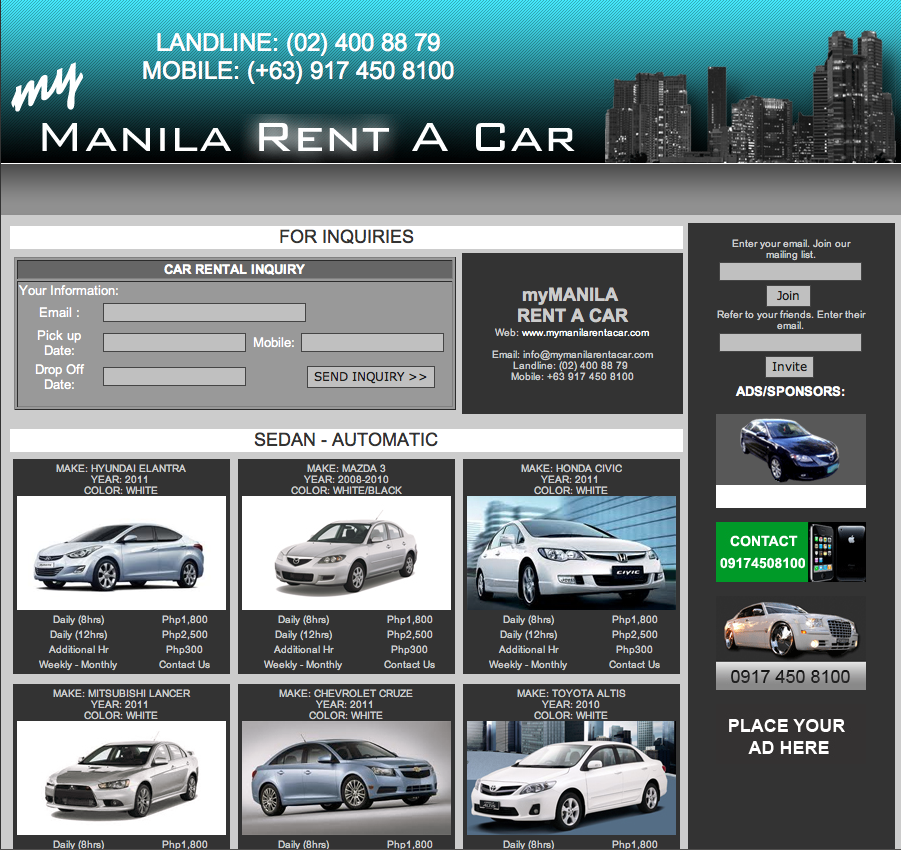 LANDLINE: (02) 400 88 79
MOBILE: (+63) 917 450 8100
my
MANILA RENT A CAR
FOR INQUIRIES
CAR RENTAL INQUIRY
Your Information:
Email :
Pick up
Date:
Mobile:
Drop Off
Date:
SEND INQUIRY >>
myMANILA
RENT A CAR
Web: www.mymanilarentacar.com
Email: info@mymanilarentacar.com
Landline: (02) 400 88 79
Mobile: +63 917 450 8100
SEDAN - AUTOMATIC
MAKE: HYUNDAI ELANTRA
YEAR: 2011
COLOR: WHITE
Daily (8hrs) Php1,800
Daily (12hrs) Php2,500
Additional Hr Php300
Weekly - Monthly Contact Us
MAKE: MAZDA 3
YEAR: 2008-2010
COLOR: WHITE/BLACK
Daily (8hrs) Php1,800
Daily (12hrs) Php2,500
Additional Hr Php300
Weekly - Monthly Contact Us
MAKE: HONDA CIVIC
YEAR: 2011
COLOR: WHITE
CIVIC
Daily (8hrs) Php1,800
Daily (12hrs) Php2,500
Additional Hr Php300
Weekly - Monthly Contact Us
MAKE: MITSUBISHI LANCER
YEAR: 2011
COLOR: WHITE
Daily (8hrs) Php1,800
MAKE: CHEVROLET CRUZE
YEAR: 2011
COLOR: WHITE
Daily (8hrs) Php1,800
MAKE: TOYOTA ALTIS
YEAR: 2010
COLOR: WHITE
Daily (8hrs) Php1,800
Enter your email. Join our
mailing list.
Join
Refer to your friends. Enter their
email.
Invite
ADS/SPONSORS:
CONTACT
09174508100
0917 450 8100
PLACE YOUR
AD HERE